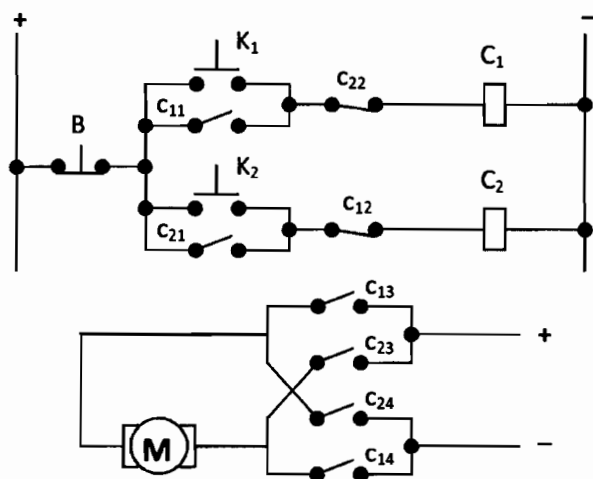 + −
K₁ C₁
C₁₁ C₂₂
B
K₂ C₂
C₂₁ C₁₂
C₁₃
+
C₂₃
C₂₄
M −
C₁₄